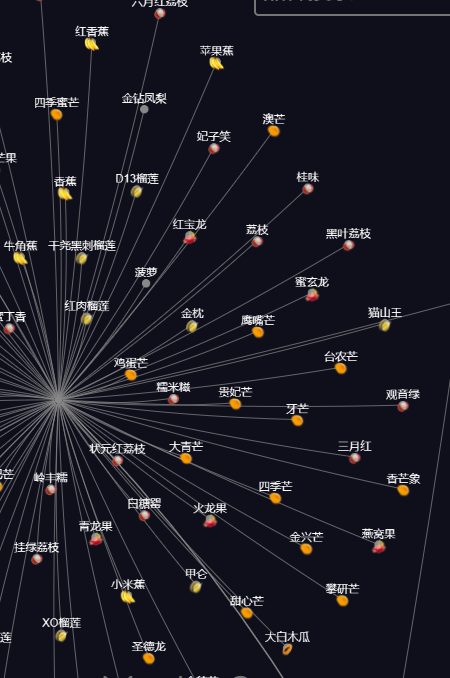 六月红荔枝
红香蕉
苹果蕉
枝
金钻凤梨
四季蜜芒
澳芒
妃子笑
芒果
香蕉
D13榴莲
桂味
红宝龙
荔枝
黑叶荔枝
牛角蕉
干尧黑刺榴莲
菠萝
蜜玄龙
红肉榴莲
金枕
鹰嘴芒
猫山王
丁香
鸡蛋芒
台农芒
糯米糍
贵妃芒
观音绿
牙芒
状元红荔枝
大青芒
三月红
芒
岭丰糯
四季芒
香芒象
白糖罂
火龙果
青龙果
金兴芒
燕窝果
挂绿荔枝
小米蕉
甲仑
攀研芒
甜心芒
XO榴莲
大白木瓜
莲
圣德龙